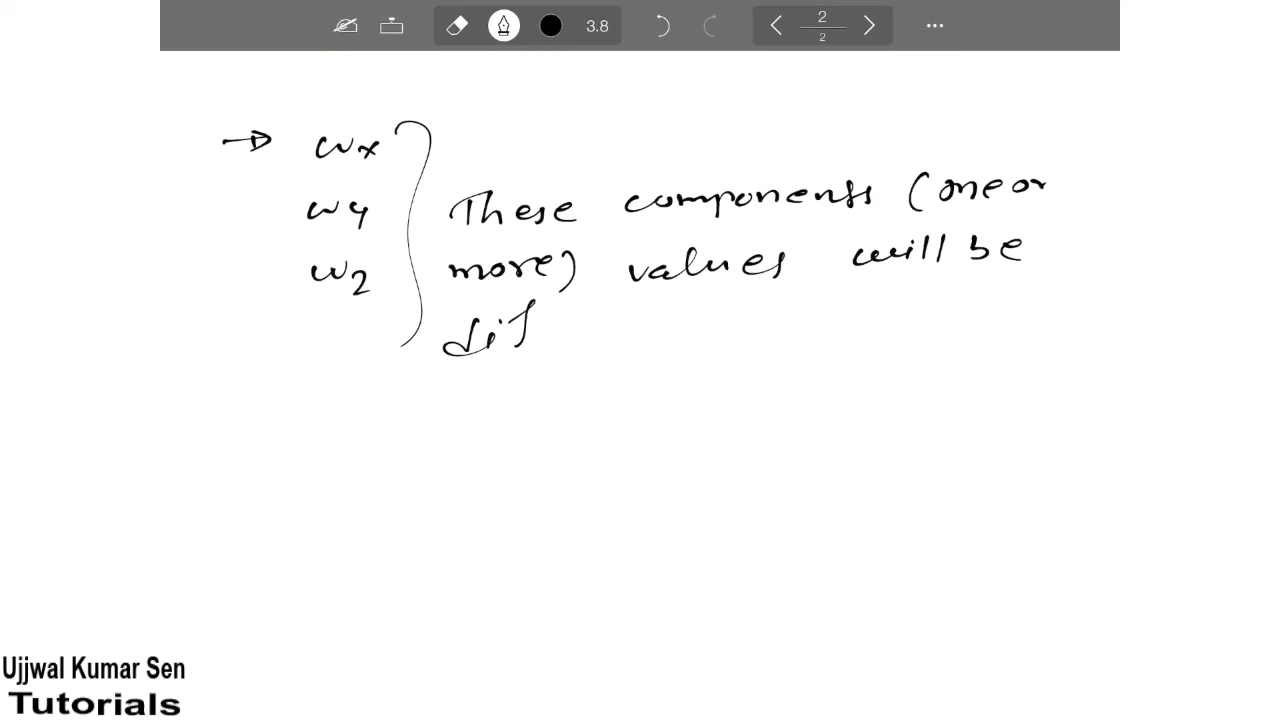 3.8
2
2
→ ωx
ωy
ωz
These components (one or
more) values will be
dif
Ujjwal Kumar Sen
Tutorials